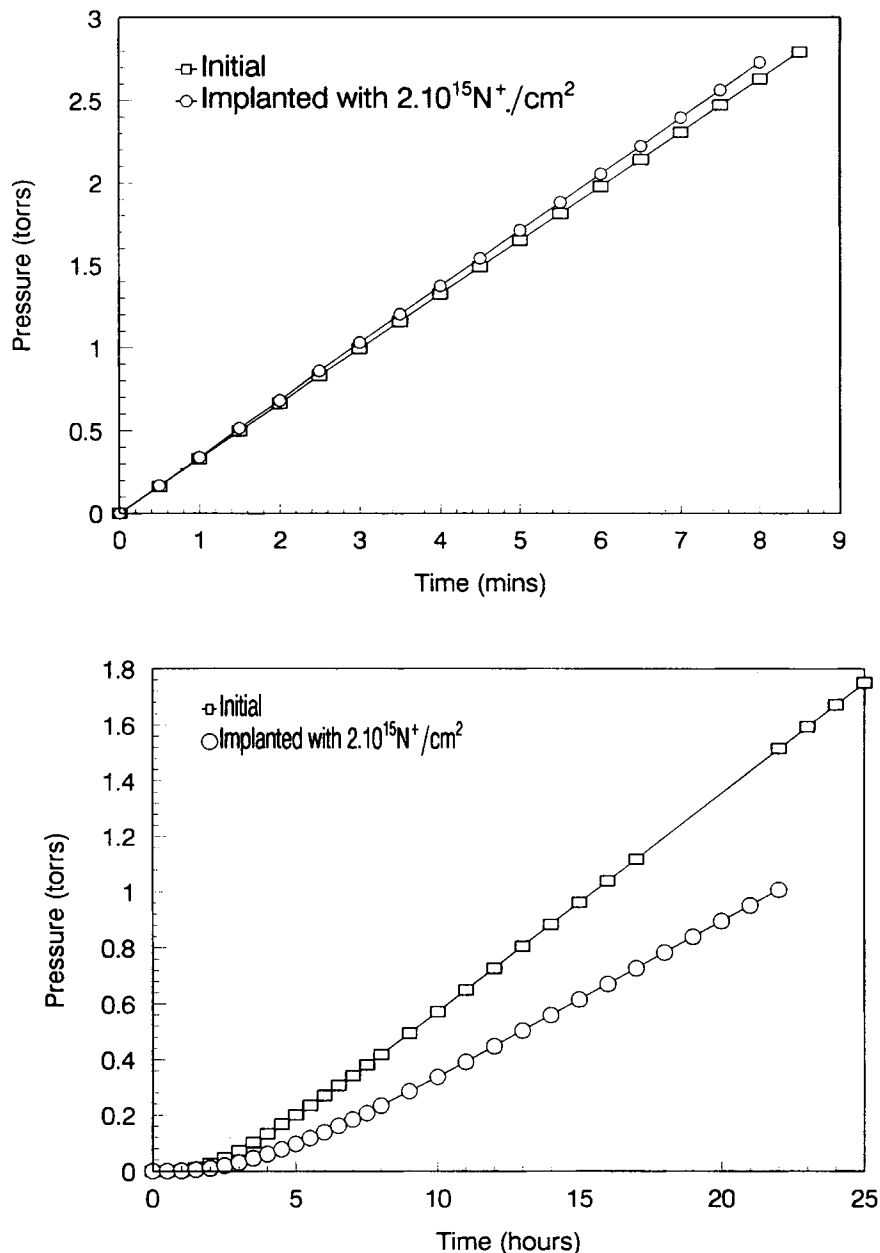 3
2.5
2
1.5
1
0.5
0
Pressure (torrs)
Initial
Implanted with 2.10¹⁵N⁺./cm²
0 1 2 3 4 5 6 7 8 9
Time (mins)
1.8
1.6
1.4
1.2
1
0.8
0.6
0.4
0.2
0
Pressure (torrs)
Initial
Implanted with 2.10¹⁵N⁺/cm²
0 5 10 15 20 25
Time (hours)